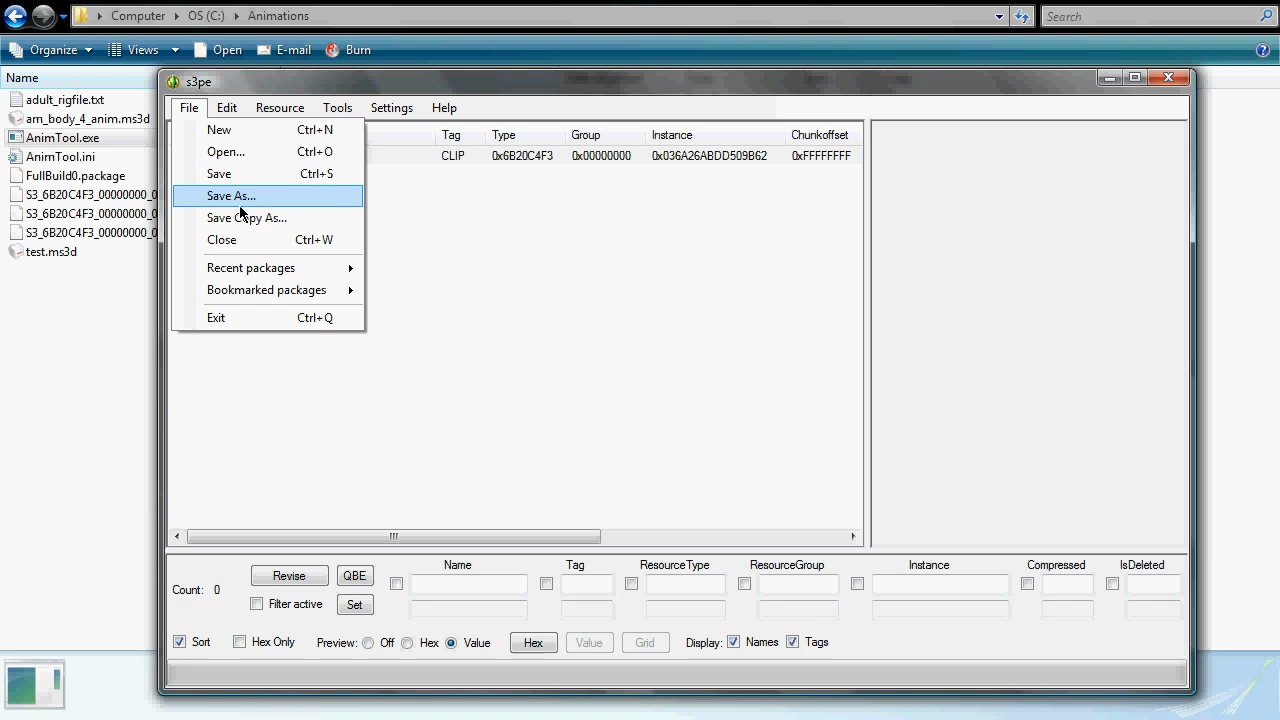 Computer ▸ OS (C:) ▸ Animations
Search
Organize Views Open E-mail Burn
Name
adult_rigfile.txt
am_body_4_anim.ms3d
AnimTool.exe
AnimTool.ini
FullBuild0.package
S3_6B20C4F3_00000000_0
S3_6B20C4F3_00000000_0
S3_6B20C4F3_00000000_0
test.ms3d
s3pe
File Edit Resource Tools Settings Help
Tag Type Group Instance Chunkoffset
CLIP 0x6B20C4F3 0x00000000 0x036A26ABDD509B62 0xFFFFFFFF
New Ctrl+N
Open... Ctrl+O
Save Ctrl+S
Save As...
Save Copy As...
Close Ctrl+W
Recent packages
Bookmarked packages
Exit Ctrl+Q
Name Tag ResourceType ResourceGroup Instance Compressed IsDeleted
Count: 0 Revise QBE
Filter active Set
Sort Hex Only Preview: Off Hex Value Hex Value Grid Display: Names Tags